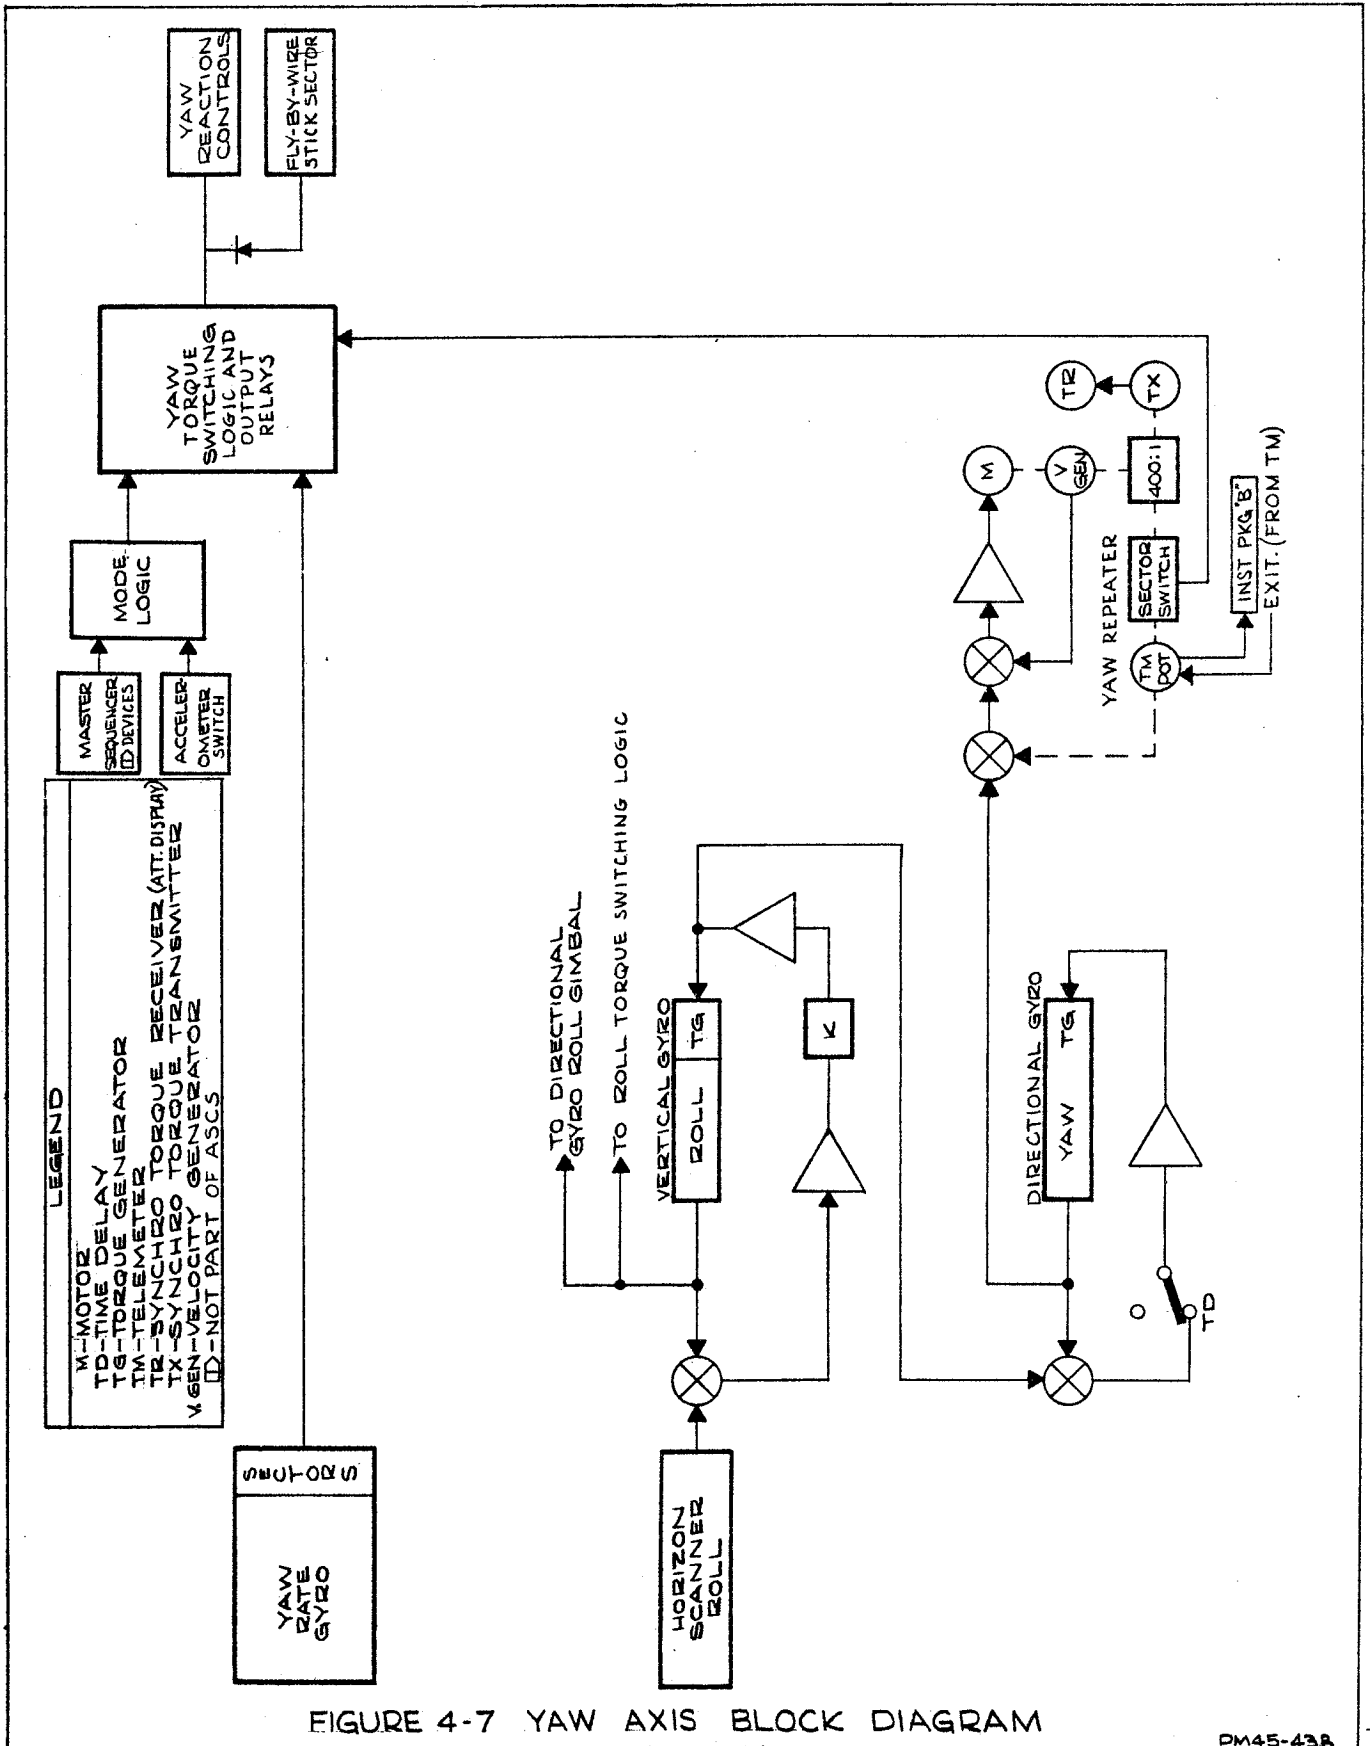 YAW
REACTION
CONTROLS
FLY-BY-WIRE
STICK SECTOR
YAW
TORQUE
SWITCHING
LOGIC AND
OUTPUT
RELAYS
MODE
LOGIC
MASTER
SEQUENCER
DEVICES
ACCELER-
OMETER
SWITCH
LEGEND
M-MOTOR
TD-TIME DELAY
TG-TORQUE GENERATOR
TM-TELEMETER
TR-SYNCHRO TORQUE RECEIVER (ATT. DISPLAY)
TX-SYNCHRO TORQUE TRANSMITTER
V.GEN-VELOCITY GENERATOR
-NOT PART OF ASCS
YAW
RATE
GYRO
SECTORS
TO DIRECTIONAL
GYRO ROLL GIMBAL
TO ROLL TORQUE SWITCHING LOGIC
VERTICAL GYRO
ROLL TG
K
HORIZON
SCANNER
ROLL
YAW REPEATER
M
V
GEN
400:1
TR
TX
SECTOR
SWITCH
TM
POT
INST PKG "B"
EXIT. (FROM TM)
DIRECTIONAL GYRO
YAW TG
TD
FIGURE 4-7 YAW AXIS BLOCK DIAGRAM